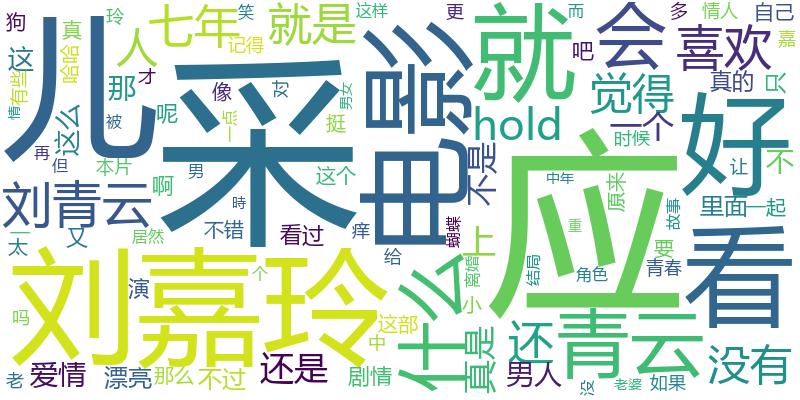 狗
这
有些
情
儿
真
哈哈
这么
玲
那
被
才
呢
人
七年
笑
记得
像
采
一点
对
就是
这样
男女
挺
电影
更
就
hold
不是
而
会
吧
觉得
一个
时候
情人
多
喜欢
真的
自己
嘉
只
好
不
让
再
但
本片
啊
男
这个
時
应
中年
原来
故事
里面
一起
刘青云
一
太
又
居然
不错
看过
痒
给
蝴蝶
上
离婚
小
结局
重
角色
要
青春
看
吗
刘嘉玲
演
个
这部
中
什么
真是
还
青云
没有
老
爱情
漂亮
那么
不过
还是
剧情
男人
没
老婆
如果